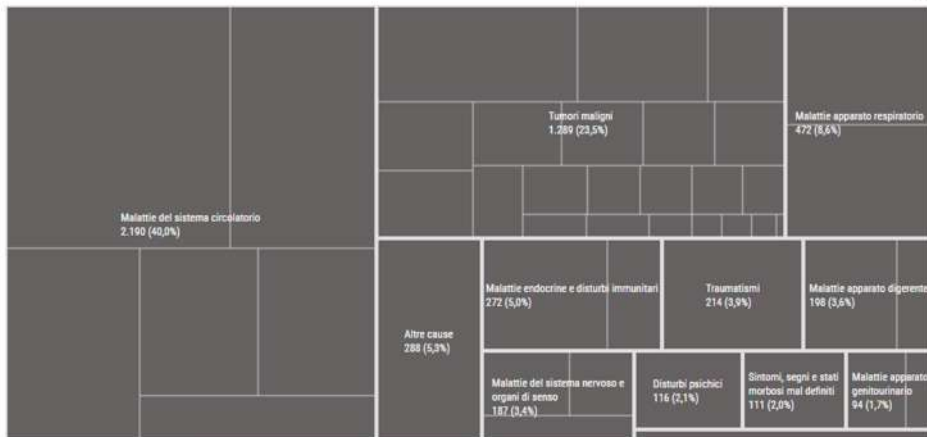 Malattie del sistema circolatorio
2.190 (40,0%)
Tumori maligni
1.289 (23,5%)
Malattie apparato respiratorio
472 (8,6%)
Altre cause
288 (5,3%)
Malattie endocrine e disturbi immunitari
272 (5,0%)
Traumatismi
214 (3,9%)
Malattie apparato digerente
198 (3,6%)
Malattie del sistema nervoso e
organi di senso
187 (3,4%)
Disturbi psichici
116 (2,1%)
Sintomi, segni e stati
morbosi mal definiti
111 (2,0%)
Malattie apparato
genitourinario
94 (1,7%)